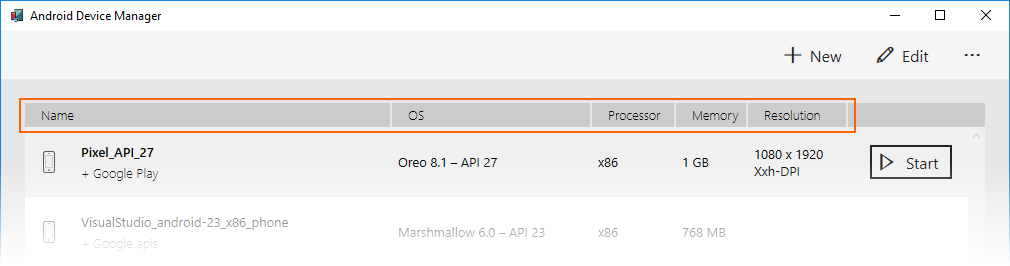 Android Device Manager
New Edit ...
Name OS Processor Memory Resolution
Pixel_API_27
+ Google Play
Oreo 8.1 – API 27 x86 1 GB
1080 x 1920
Xxh-DPI
Start
VisualStudio_android-23_x86_phone
+ Google apis
Marshmallow 6.0 – API 23 x86 768 MB